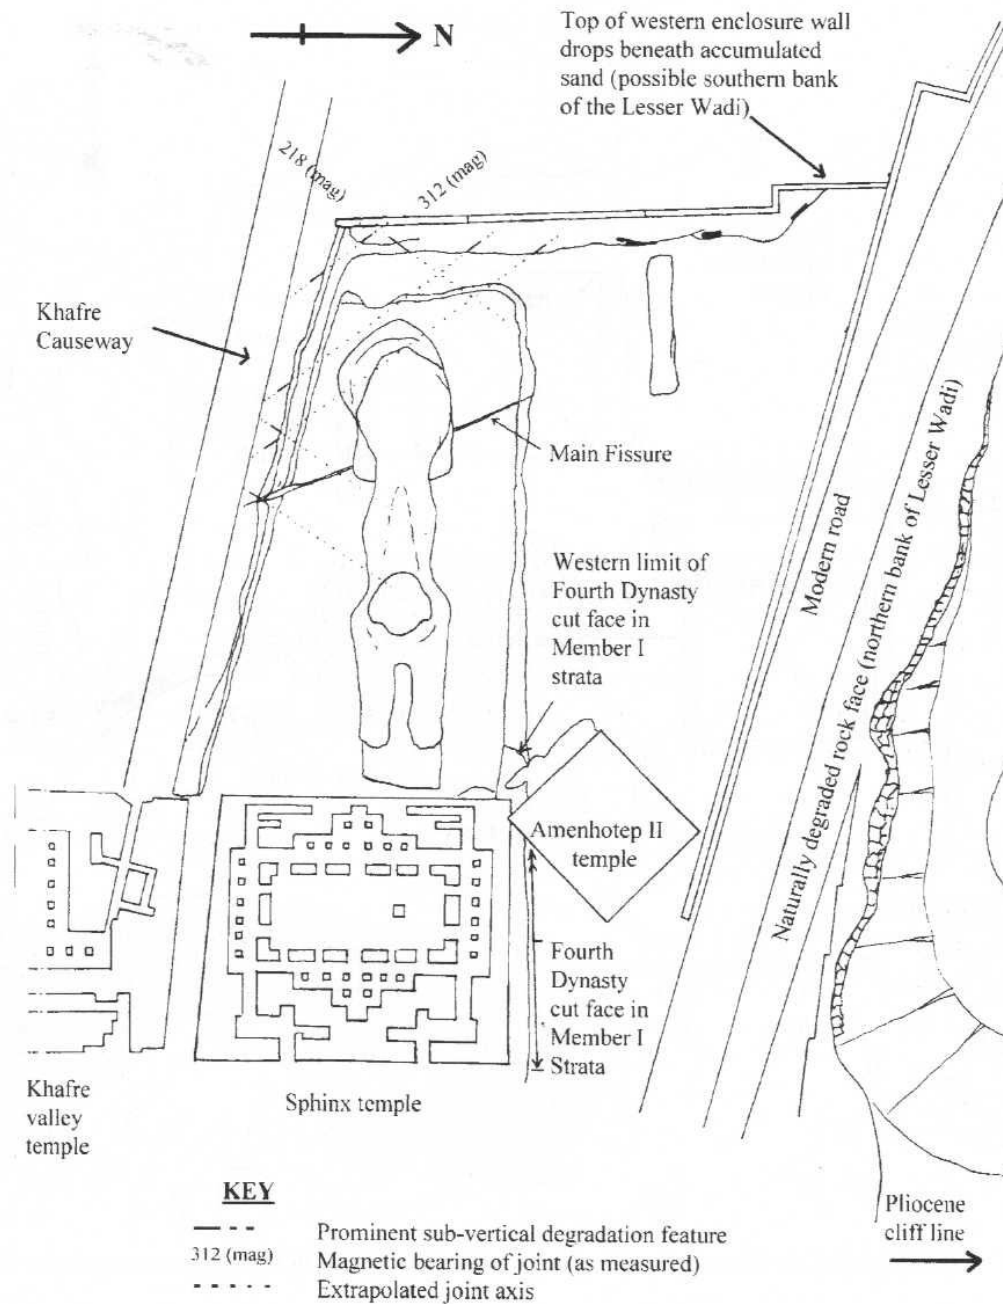 N
Top of western enclosure wall
drops beneath accumulated
sand (possible southern bank
of the Lesser Wadi)
218 (mag)
312 (mag)
Khafre
Causeway
Main Fissure
Western limit of
Fourth Dynasty
cut face in
Member I
strata
Modern road
Naturally degraded rock face (northern bank of Lesser Wadi)
Amenhotep II
temple
Fourth
Dynasty
cut face in
Member I
Strata
Khafre
valley
temple
Sphinx temple
Pliocene
cliff line
KEY
Prominent sub-vertical degradation feature
312 (mag) Magnetic bearing of joint (as measured)
Extrapolated joint axis